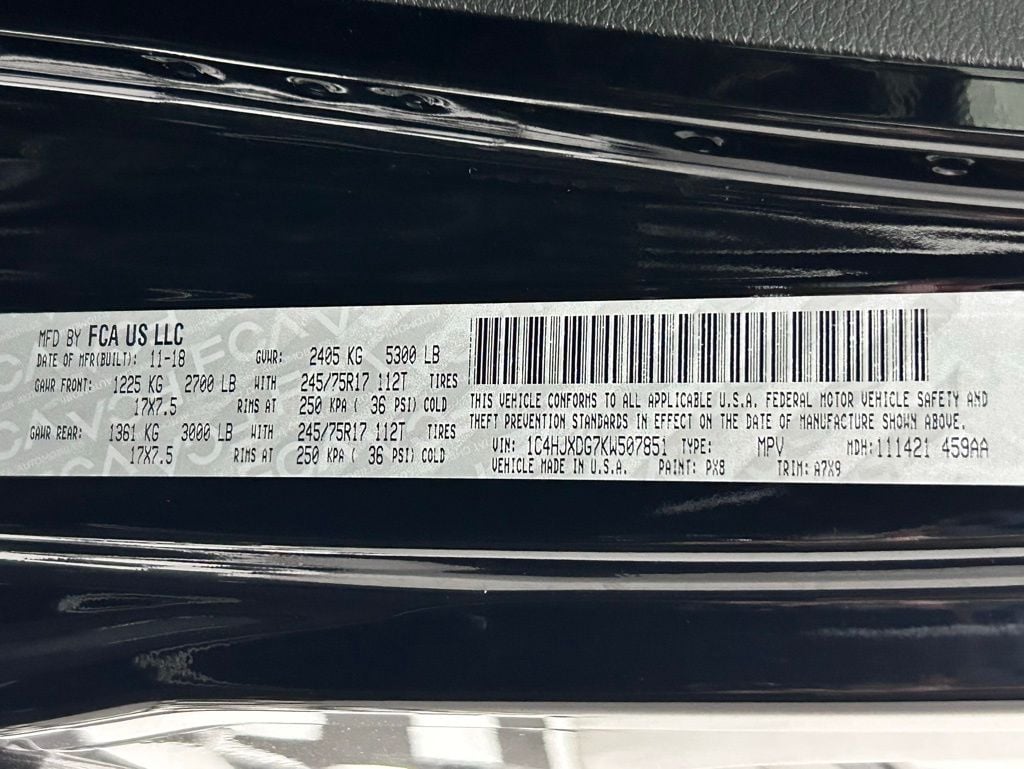 MFD BY FCA US LLC
DATE OF MFR(BUILT): 11-18 GVWR: 2405 KG 5300 LB
GAWR FRONT: 1225 KG 2700 LB WITH 245/75R17 112T TIRES
17X7.5 RIMS AT 250 KPA ( 36 PSI) COLD
GAWR REAR: 1361 KG 3000 LB WITH 245/75R17 112T TIRES
17X7.5 RIMS AT 250 KPA ( 36 PSI) COLD
THIS VEHICLE CONFORMS TO ALL APPLICABLE U.S.A. FEDERAL MOTOR VEHICLE SAFETY AND
THEFT PREVENTION STANDARDS IN EFFECT ON THE DATE OF MANUFACTURE SHOWN ABOVE.
VIN: 1C4HJXDG7KW507851 TYPE: MPV MDH:111421 459AA
VEHICLE MADE IN U.S.A. PAINT: PX8 TRIM: A7X9